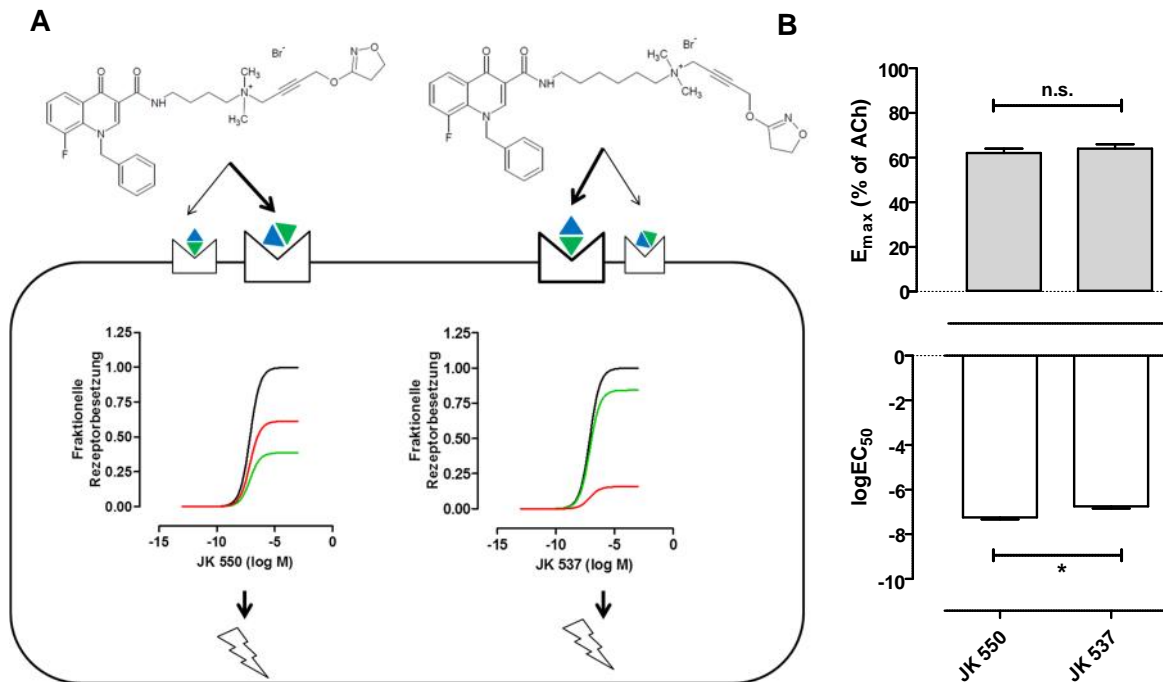 A
Br-
O
O
N
O
CH3
NH
N+
O
CH3
N
F
Br-
O
O
CH3
NH
N+
CH3
N
O
N
O
F
1.25
1.00
0.75
0.50
0.25
0.00
Fraktionelle
Rezeptorbesetzung
-15
-10
-5
0
JK 550 (log M)
1.25
1.00
0.75
0.50
0.25
0.00
Fraktionelle
Rezeptorbesetzung
-15
-10
-5
0
JK 537 (log M)
B
n.s.
100
80
60
40
20
0
Emax (% of ACh)
0
-2
-4
-6
-8
-10
logEC50
*
JK 550
JK 537